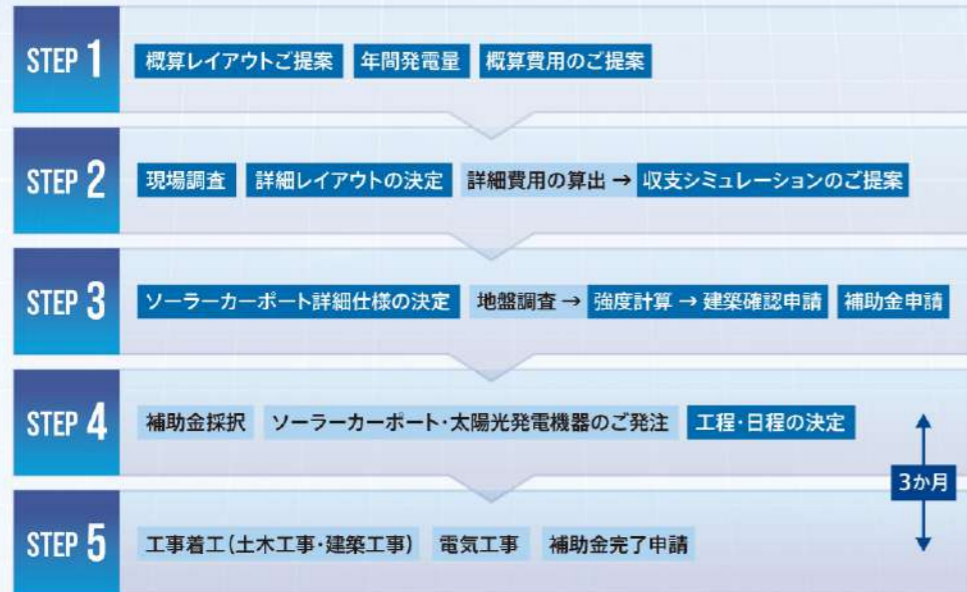 STEP 1 概算レイアウトご提案 年間発電量 概算費用のご提案
STEP 2 現場調査 詳細レイアウトの決定 詳細費用の算出 → 収支シミュレーションのご提案
STEP 3 ソーラーカーポート詳細仕様の決定 地盤調査 → 強度計算 → 建築確認申請 補助金申請
STEP 4 補助金採択 ソーラーカーポート・太陽光発電機器のご発注 工程・日程の決定
3か月
STEP 5 工事着工(土木工事・建築工事) 電気工事 補助金完了申請